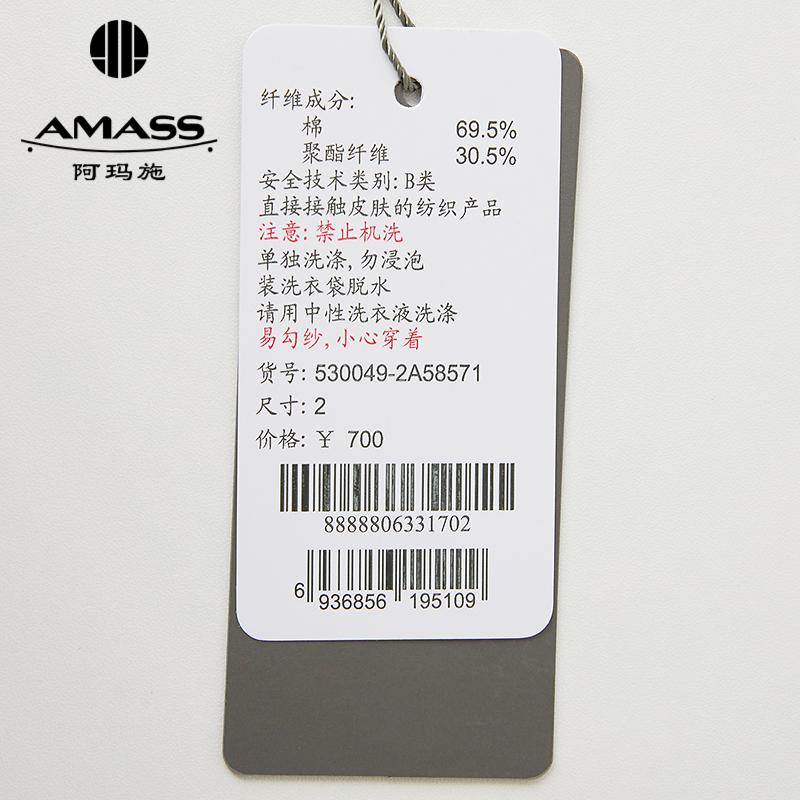 AMASS
阿玛施
纤维成分:
棉 69.5%
聚酯纤维 30.5%
安全技术类别: B类
直接接触皮肤的纺织产品
注意: 禁止机洗
单独洗涤, 勿浸泡
装洗衣袋脱水
请用中性洗衣液洗涤
易勾纱, 小心穿着
货号: 530049-2A58571
尺寸: 2
价格: ¥ 700
8888806331702
6 936856 195109